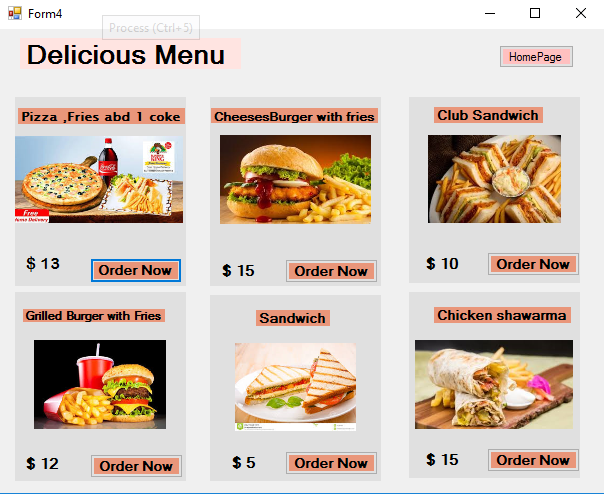 Form4
Process (Ctrl+5)
Delicious Menu
HomePage
Pizza ,Fries abd 1 coke
CheesesBurger with fries
Club Sandwich
Free
Home Delivery
$ 13
Order Now
$ 15
Order Now
$ 10
Order Now
Grilled Burger with Fries
Sandwich
Chicken shawarma
$ 12
Order Now
$ 5
Order Now
$ 15
Order Now